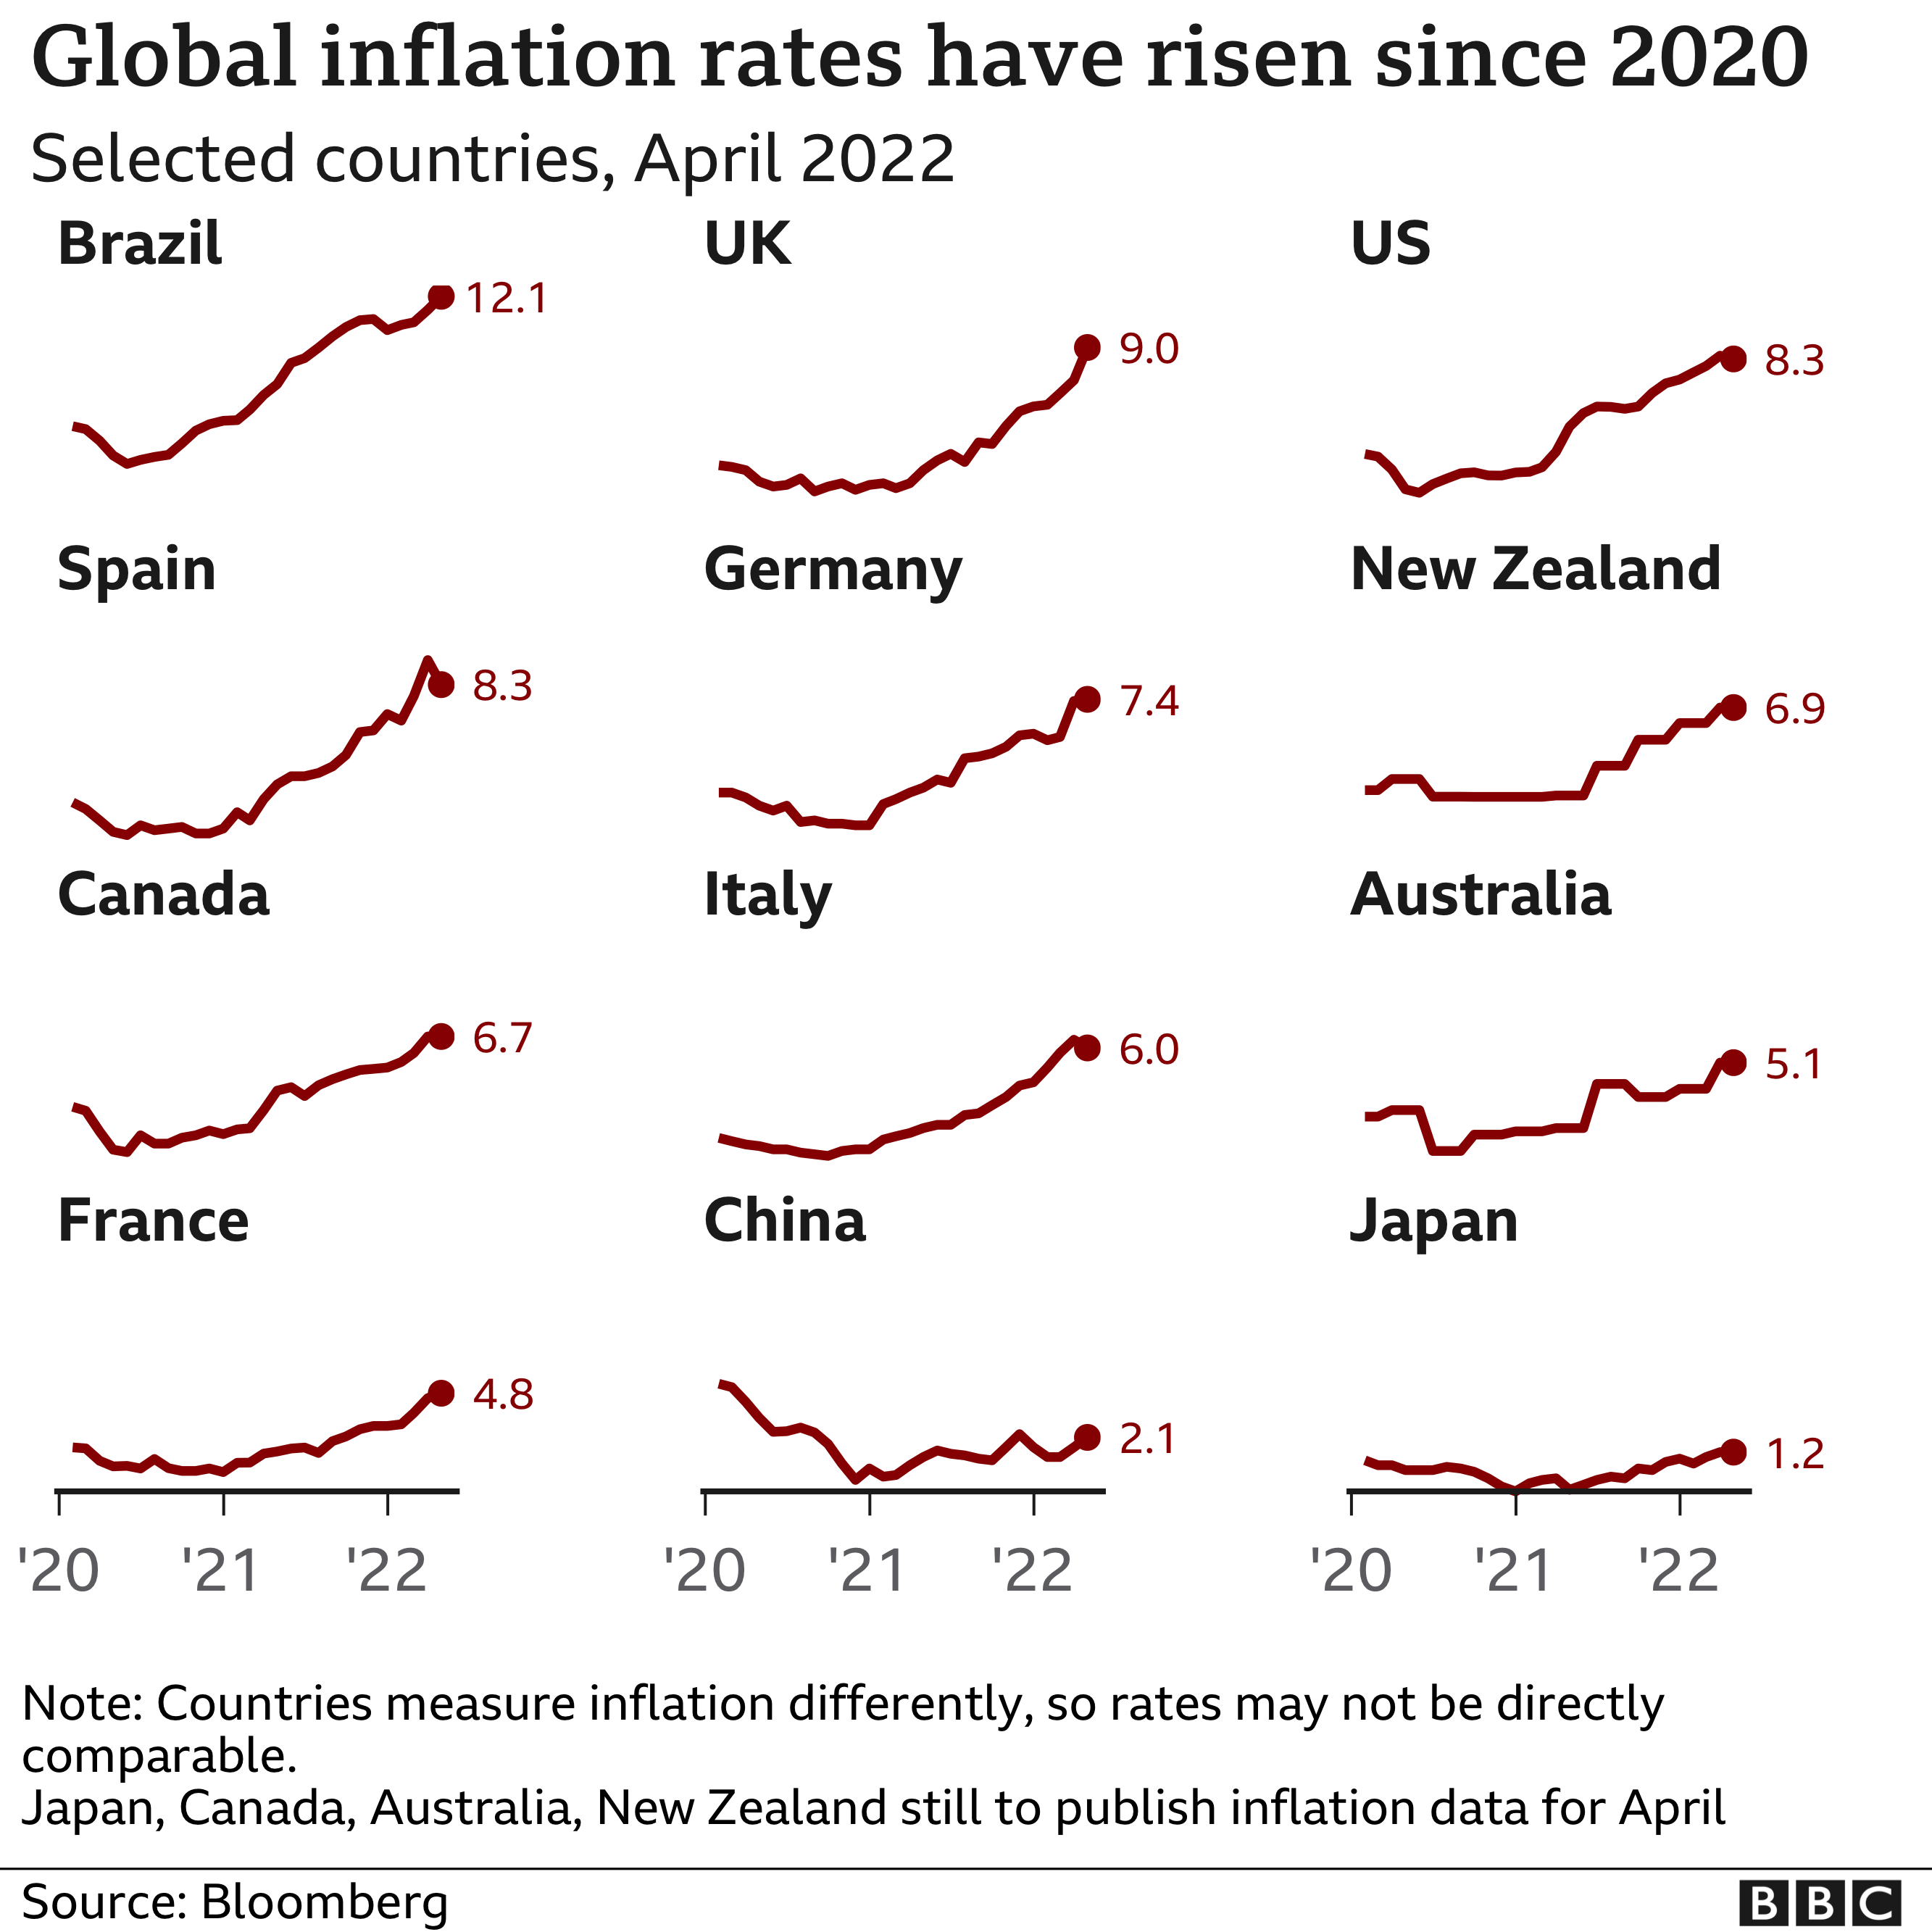 Global inflation rates have risen since 2020
Selected countries, April 2022
Brazil
12.1
UK
9.0
US
8.3
Spain
8.3
Germany
7.4
New Zealand
6.9
Canada
6.7
Italy
6.0
Australia
5.1
France
4.8
China
2.1
Japan
1.2
'20 '21 '22
'20 '21 '22
'20 '21 '22
Note: Countries measure inflation differently, so rates may not be directly
comparable.
Japan, Canada, Australia, New Zealand still to publish inflation data for April
Source: Bloomberg
BBC